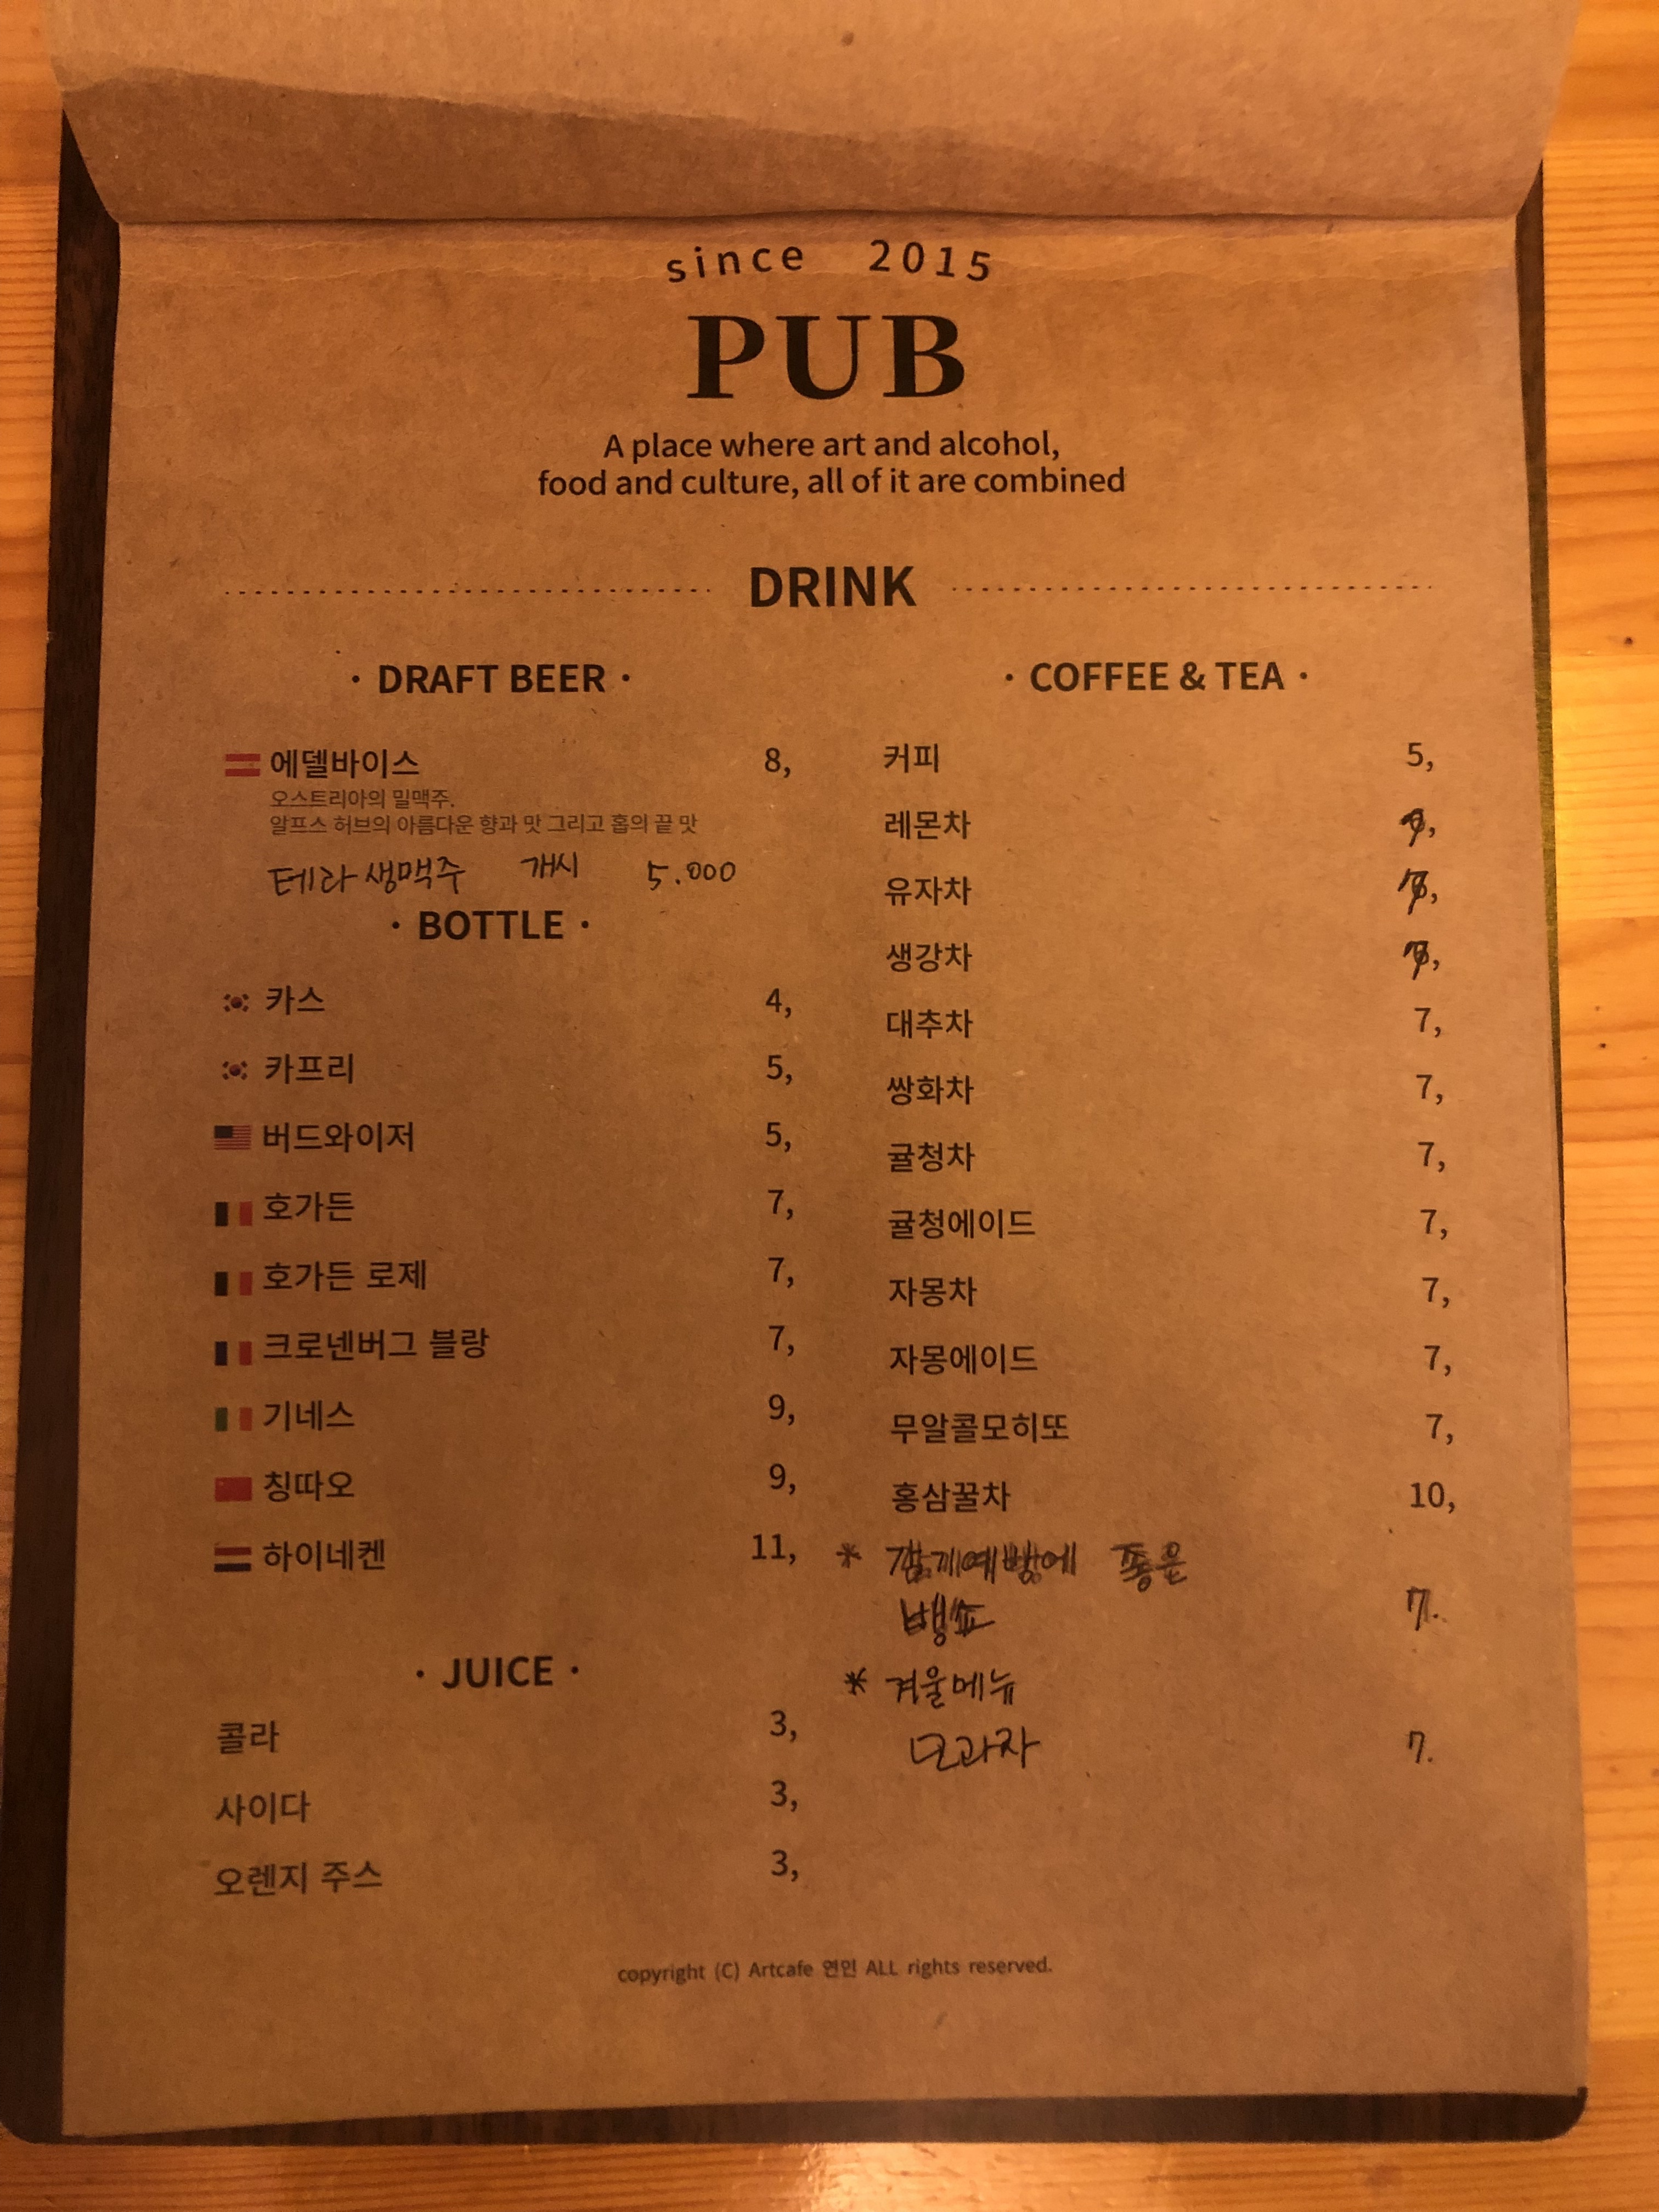 since 2015
PUB
A place where art and alcohol,
food and culture, all of it are combined
DRINK
· DRAFT BEER ·
에델바이스 8,
오스트리아의 밀맥주.
알프스 허브의 아름다운 향과 맛 그리고 홉의 끝 맛
테라 생맥주 개시 5.000
· BOTTLE ·
카스 4,
카프리 5,
버드와이저 5,
호가든 7,
호가든 로제 7,
크로넨버그 블랑 7,
기네스 9,
칭따오 9,
하이네켄 11,
· JUICE ·
콜라 3,
사이다 3,
오렌지 주스 3,
· COFFEE & TEA ·
커피 5,
레몬차
유자차
생강차
대추차 7,
쌍화차 7,
귤청차 7,
귤청에이드 7,
자몽차 7,
자몽에이드 7,
무알콜모히또 7,
홍삼꿀차 10,
* 좋은
7.
* 겨울메뉴
모과차 7.
copyright (C) Artcafe 연인 ALL rights reserved.